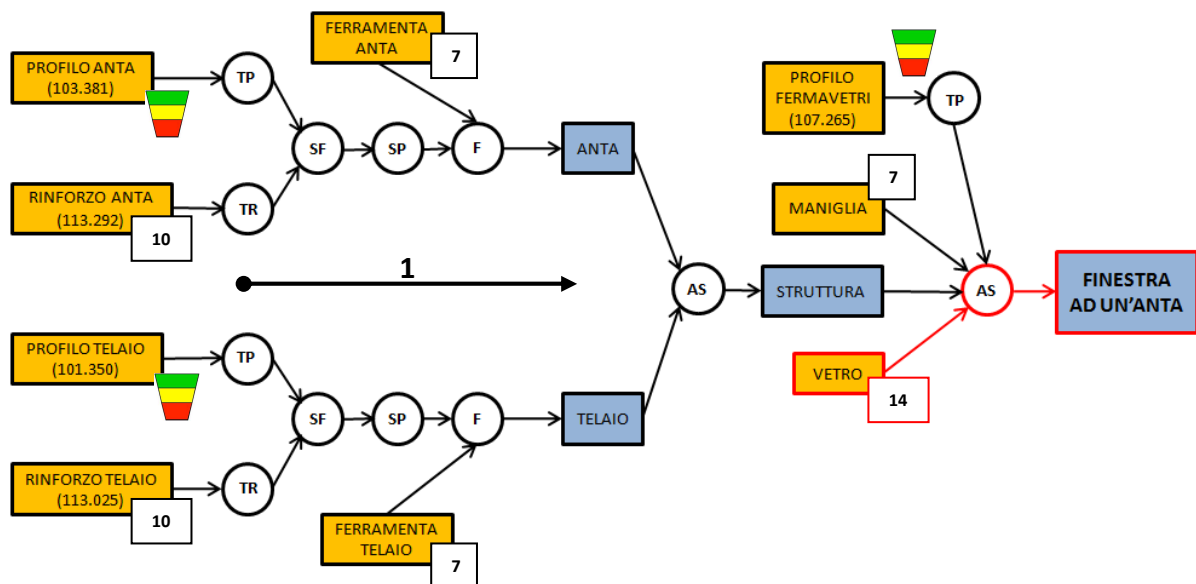 FERRAMENTA
ANTA
7
PROFILO ANTA
(103.381)
TP
SF
SP
F
ANTA
RINFORZO ANTA
(113.292)
10
TR
1
PROFILO TELAIO
(101.350)
TP
SF
SP
F
TELAIO
RINFORZO TELAIO
(113.025)
10
TR
FERRAMENTA
TELAIO
7
AS
STRUTTURA
PROFILO
FERMAVETRI
(107.265)
TP
7
MANIGLIA
AS
VETRO
14
FINESTRA
AD UN'ANTA